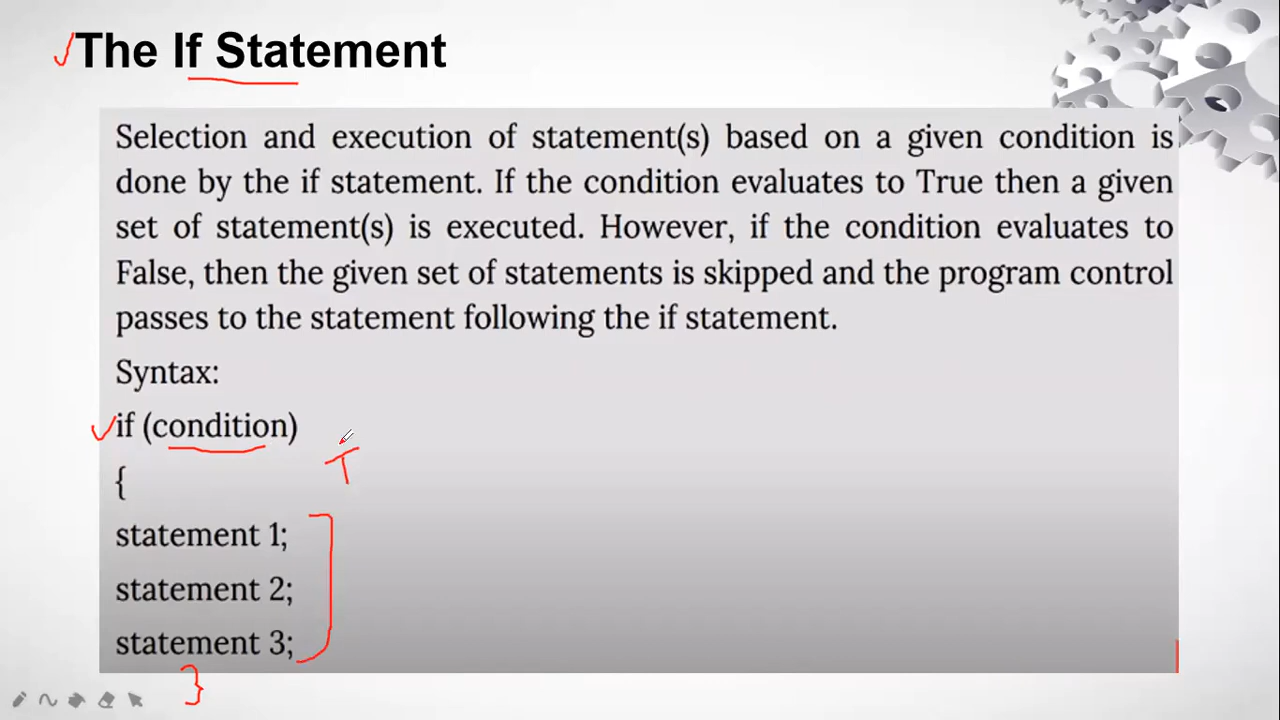 The If Statement
Selection and execution of statement(s) based on a given condition is
done by the if statement. If the condition evaluates to True then a given
set of statement(s) is executed. However, if the condition evaluates to
False, then the given set of statements is skipped and the program control
passes to the statement following the if statement.
Syntax:
if (condition)
T
{
statement 1;
statement 2;
statement 3;
}